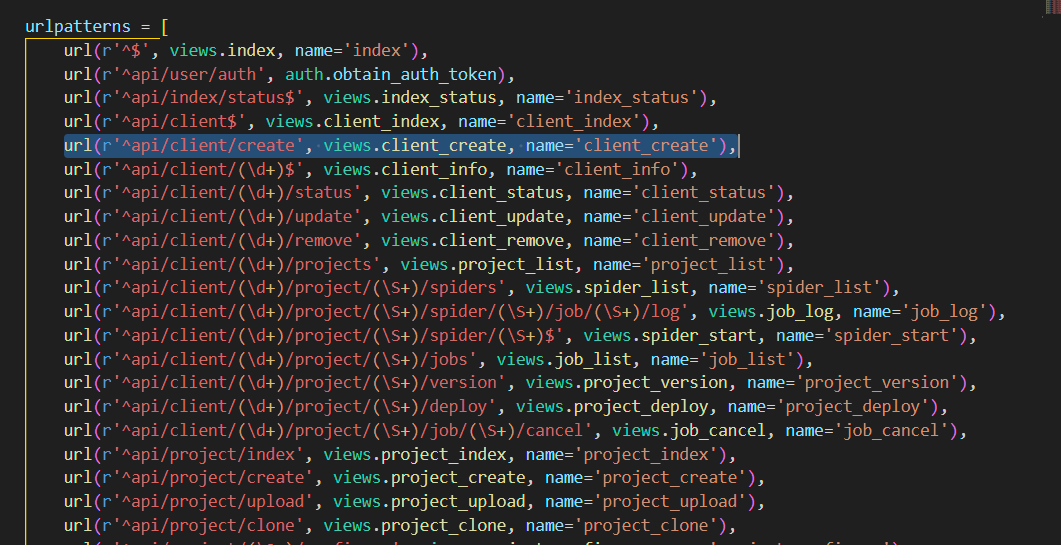 urlpatterns = [
url(r'^$', views.index, name='index'),
url(r'^api/user/auth', auth.obtain_auth_token),
url(r'^api/index/status$', views.index_status, name='index_status'),
url(r'^api/client$', views.client_index, name='client_index'),
url(r'^api/client/create', views.client_create, name='client_create'),
url(r'^api/client/(\d+)$', views.client_info, name='client_info'),
url(r'^api/client/(\d+)/status', views.client_status, name='client_status'),
url(r'^api/client/(\d+)/update', views.client_update, name='client_update'),
url(r'^api/client/(\d+)/remove', views.client_remove, name='client_remove'),
url(r'^api/client/(\d+)/projects', views.project_list, name='project_list'),
url(r'^api/client/(\d+)/project/(\S+)/spiders', views.spider_list, name='spider_list'),
url(r'^api/client/(\d+)/project/(\S+)/spider/(\S+)/job/(\S+)/log', views.job_log, name='job_log'),
url(r'^api/client/(\d+)/project/(\S+)/spider/(\S+)$', views.spider_start, name='spider_start'),
url(r'^api/client/(\d+)/project/(\S+)/jobs', views.job_list, name='job_list'),
url(r'^api/client/(\d+)/project/(\S+)/version', views.project_version, name='project_version'),
url(r'^api/client/(\d+)/project/(\S+)/deploy', views.project_deploy, name='project_deploy'),
url(r'^api/client/(\d+)/project/(\S+)/job/(\S+)/cancel', views.job_cancel, name='job_cancel'),
url(r'^api/project/index', views.project_index, name='project_index'),
url(r'^api/project/create', views.project_create, name='project_create'),
url(r'^api/project/upload', views.project_upload, name='project_upload'),
url(r'^api/project/clone', views.project_clone, name='project_clone'),